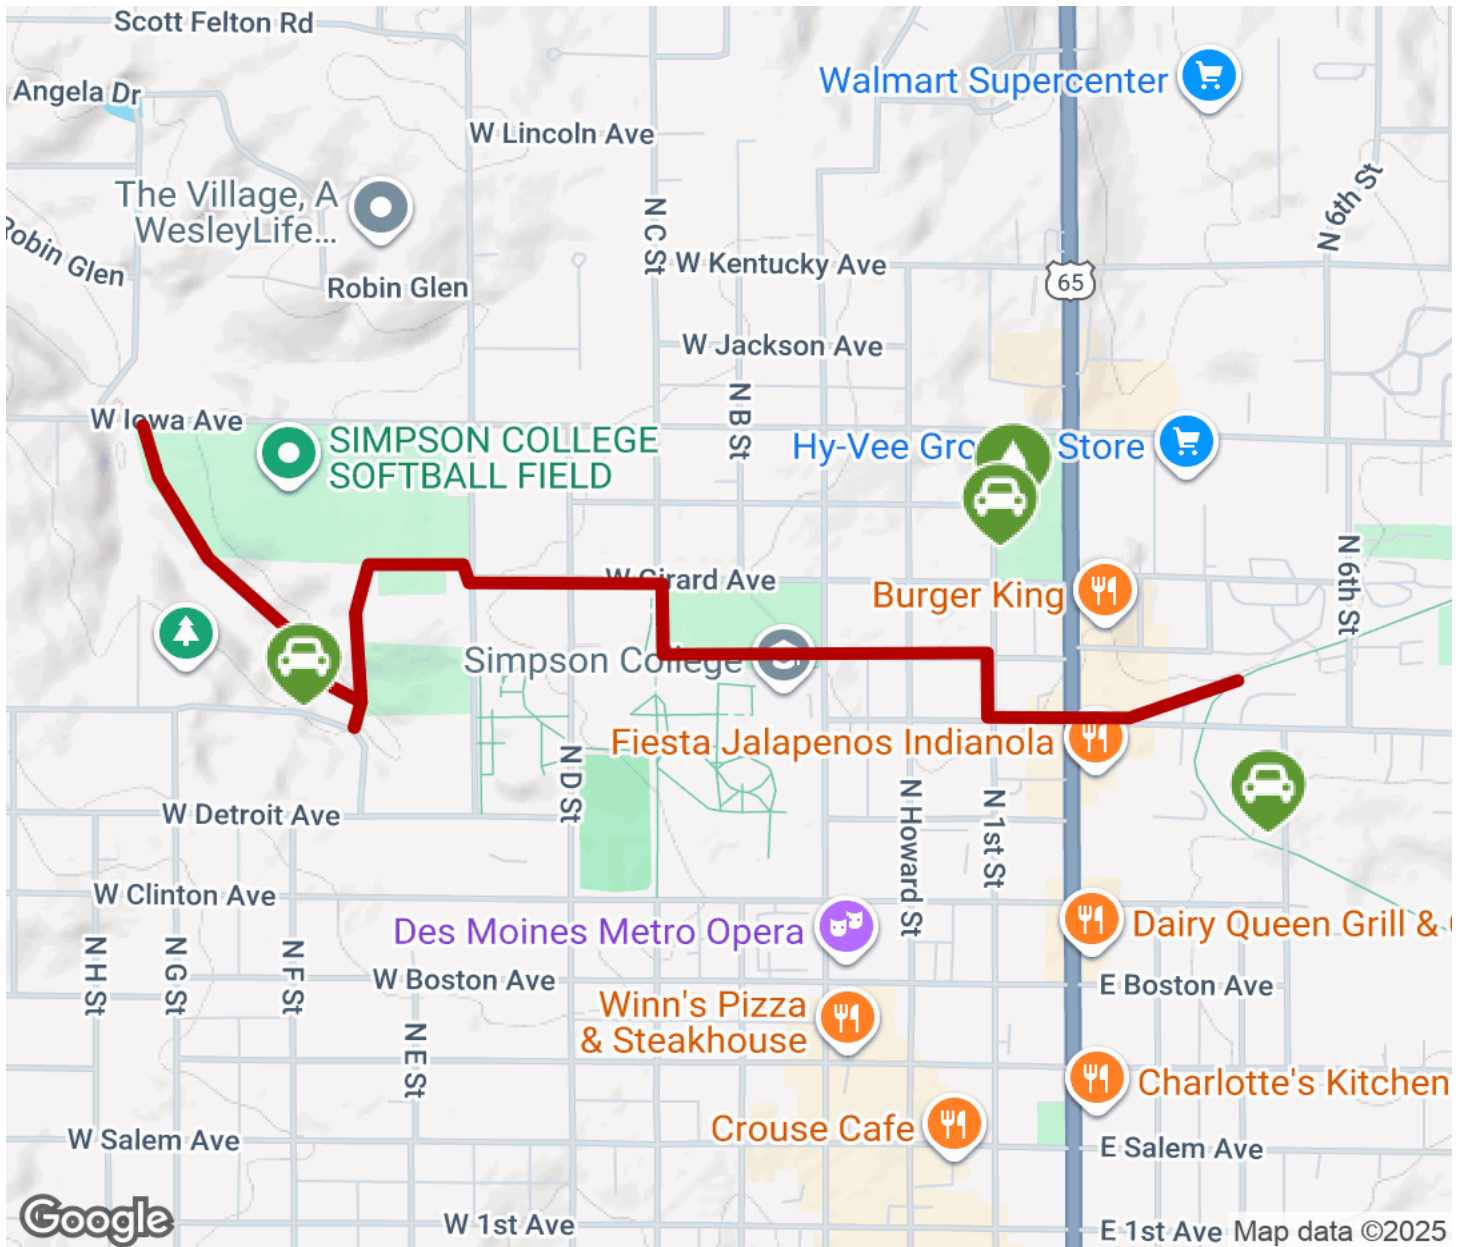 Scott Felton Rd
Angela Dr
Walmart Supercenter
W Lincoln Ave
The Village, A
WesleyLife...
N 6th St
N C St
Robin Glen
W Kentucky Ave
65
Robin Glen
W Jackson Ave
N B St
W Iowa Ave
SIMPSON COLLEGE
SOFTBALL FIELD
Hy-Vee Gro
Store
W Girard Ave
N 6th St
Burger King
Simpson College
Fiesta Jalapenos Indianola
N D St
N Howard St
N 1st St
W Detroit Ave
W Clinton Ave
Des Moines Metro Opera
Dairy Queen Grill &
N H St
N G St
N F St
W Boston Ave
E Boston Ave
Winn's Pizza
& Steakhouse
N E St
Charlotte's Kitchen
Crouse Cafe
W Salem Ave
E Salem Ave
Google
W 1st Ave
E 1st Ave
Map data ©2025